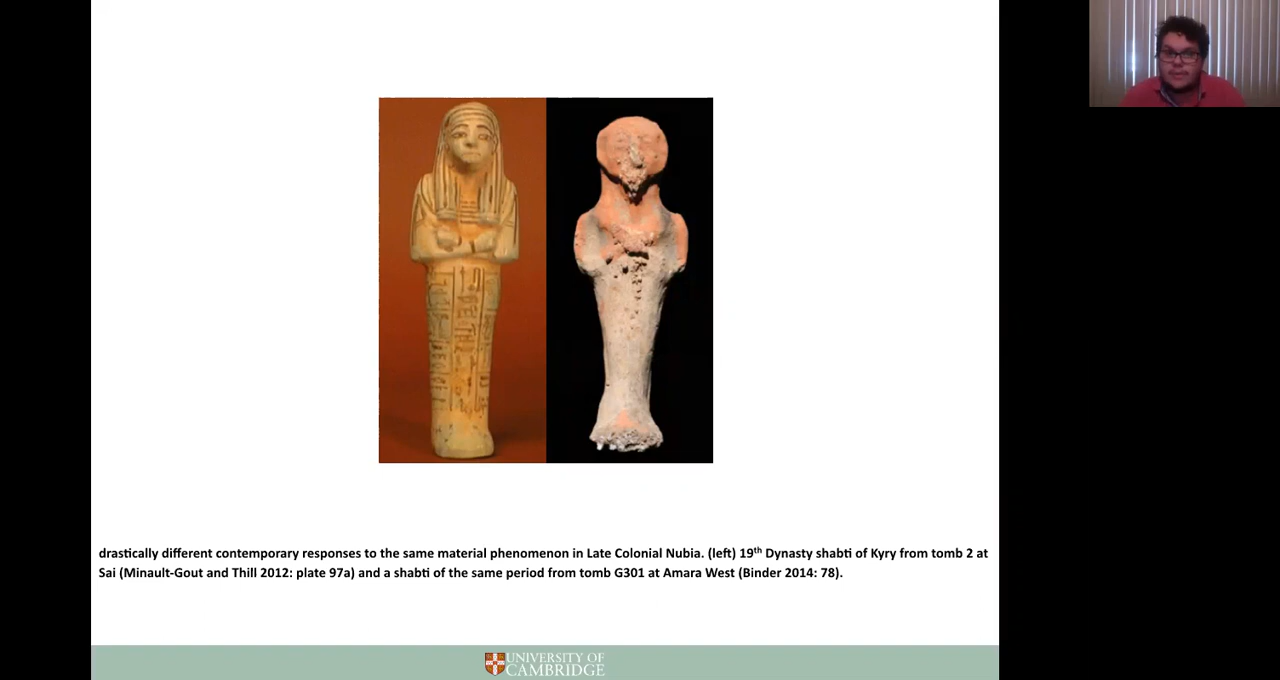 drastically different contemporary responses to the same material phenomenon in Late Colonial Nubia. (left) 19th Dynasty shabti of Kyry from tomb 2 at
Sai (Minault-Gout and Thill 2012: plate 97a) and a shabti of the same period from tomb G301 at Amara West (Binder 2014: 78).
UNIVERSITY OF
CAMBRIDGE